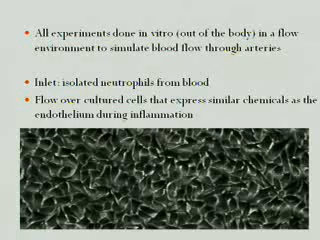 All experiments done in vitro (out of the body) in a flow
environment to simulate blood flow through arteries
Inlet: isolated neutrophils from blood
Flow over cultured cells that express similar chemicals as the
endothelium during inflammation